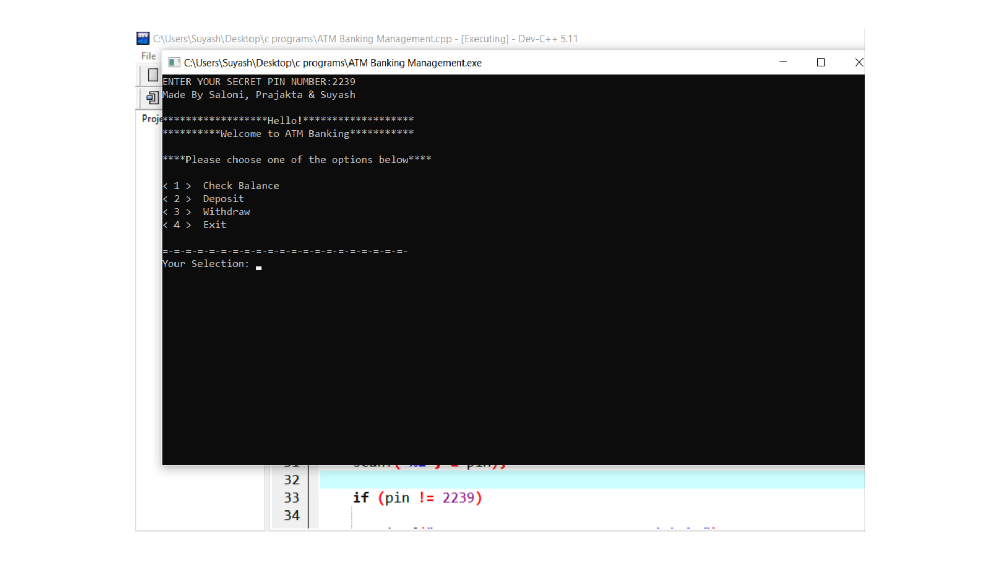 C:\Users\Suyash\Desktop\c programs\ATM Banking Management.cpp - [Executing] - Dev-C++ 5.11
File
C:\Users\Suyash\Desktop\c programs\ATM Banking Management.exe
ENTER YOUR SECRET PIN NUMBER:2239
Made By Saloni, Prajakta & Suyash
******************Hello!*******************
**********Welcome to ATM Banking***********
****Please choose one of the options below****
< 1 >  Check Balance
< 2 >  Deposit
< 3 >  Withdraw
< 4 >  Exit
=-=-=-=-=-=-=-=-=-=-=-=-=-=-=-=-=-=-=-=-=-
Your Selection:
32
33 if (pin != 2239)
34